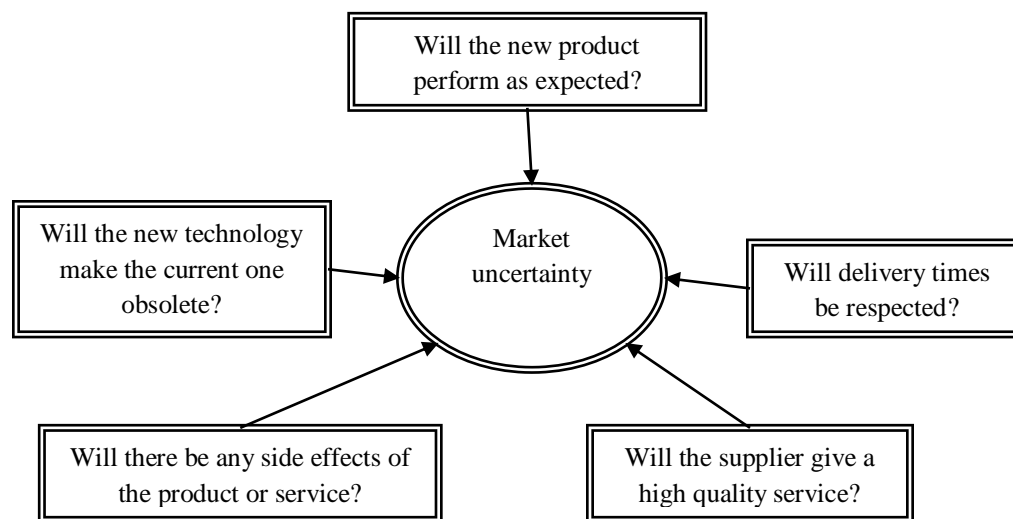 Will the new product
perform as expected?
Will the new technology
make the current one
obsolete?
Market
uncertainty
Will delivery times
be respected?
Will there be any side effects of
the product or service?
Will the supplier give a
high quality service?